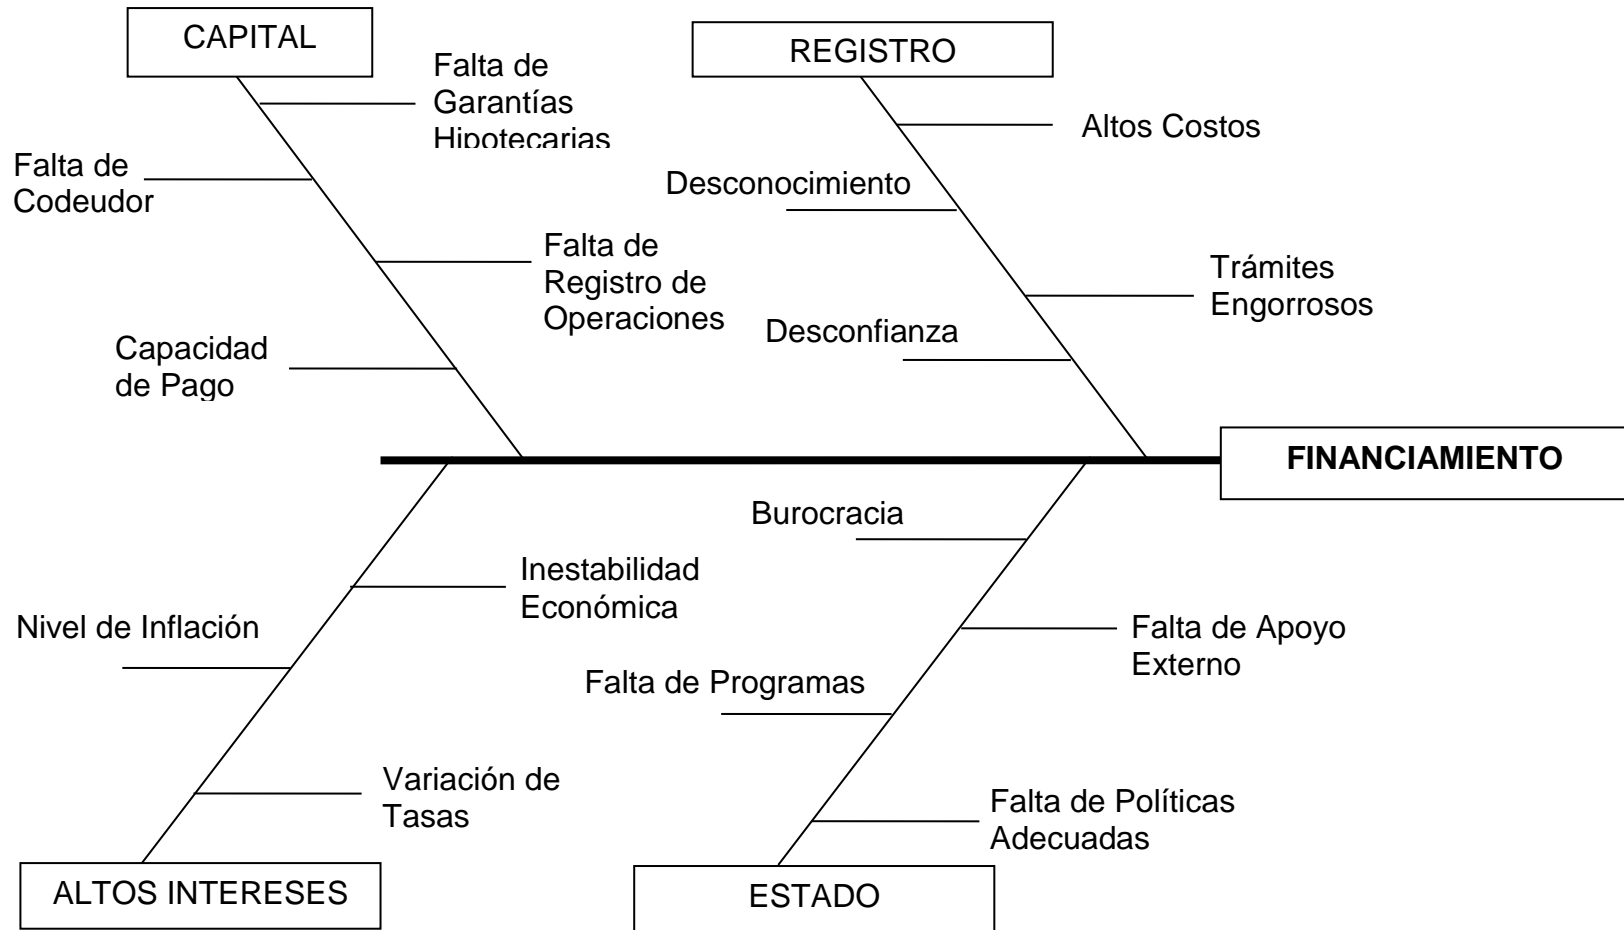 CAPITAL
Falta de
Garantías
Hipotecarias
Falta de
Codeudor
Falta de
Registro de
Operaciones
Capacidad
de Pago
REGISTRO
Altos Costos
Desconocimiento
Trámites
Engorrosos
Desconfianza
FINANCIAMIENTO
Inestabilidad
Económica
Nivel de Inflación
Variación de
Tasas
ALTOS INTERESES
Burocracia
Falta de Apoyo
Externo
Falta de Programas
Falta de Políticas
Adecuadas
ESTADO